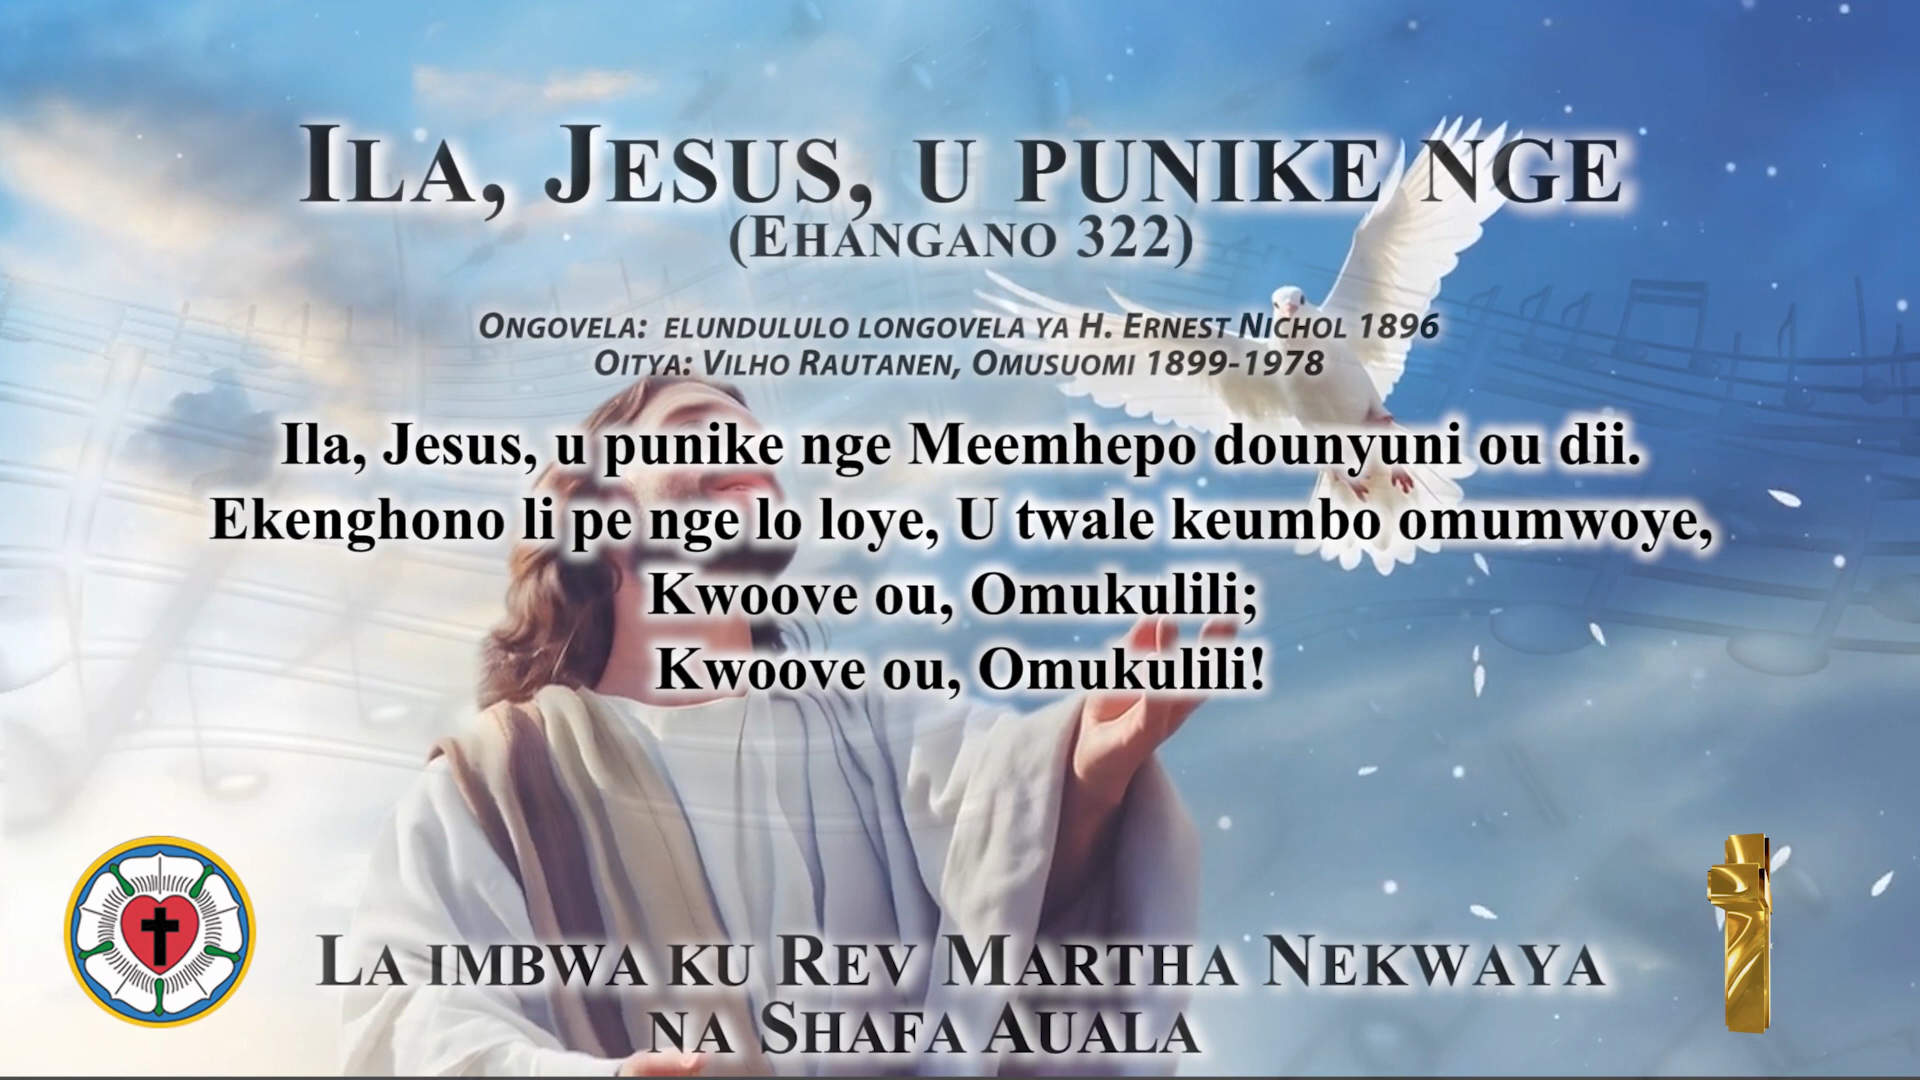 Ila, Jesus, u punike nge
(Ehangano 322)
Ongovela: elundululo longovela ya H. Ernest Nichol 1896
Oitya: Vilho Rautanen, Omusuomi 1899-1978
Ila, Jesus, u punike nge Meemhepo dounyuni ou dii.
Ekenghono li pe nge lo loye, U twale keumbo omumwoye,
Kwoove ou, Omukulili;
Kwoove ou, Omukulili!
La imbwa ku Rev Martha Nekwaya
na Shafa Auala